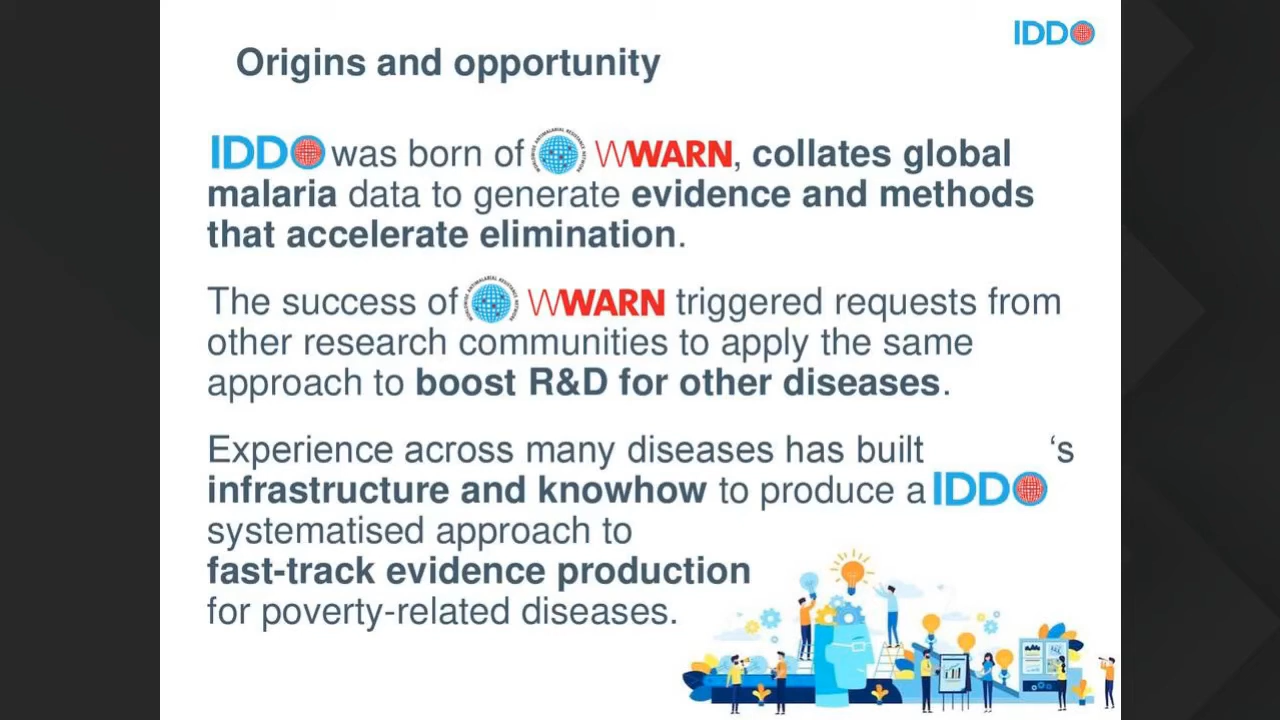 IDDO
Origins and opportunity
IDDO was born of WWARN, collates global
malaria data to generate evidence and methods
that accelerate elimination.
The success of WWARN triggered requests from
other research communities to apply the same
approach to boost R&D for other diseases.
Experience across many diseases has built ‘s
infrastructure and knowhow to produce a IDDO
systematised approach to
fast-track evidence production
for poverty-related diseases.